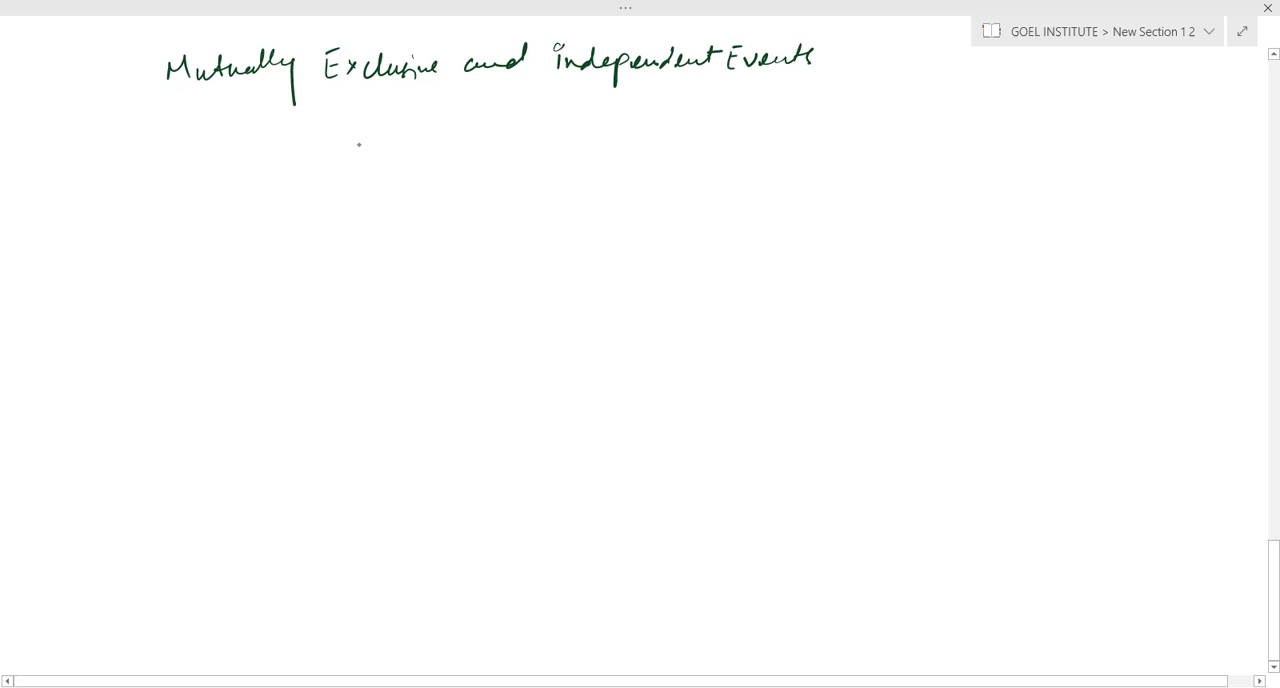 GOEL INSTITUTE > New Section 1 2
Mutually Exclusive and independent Events